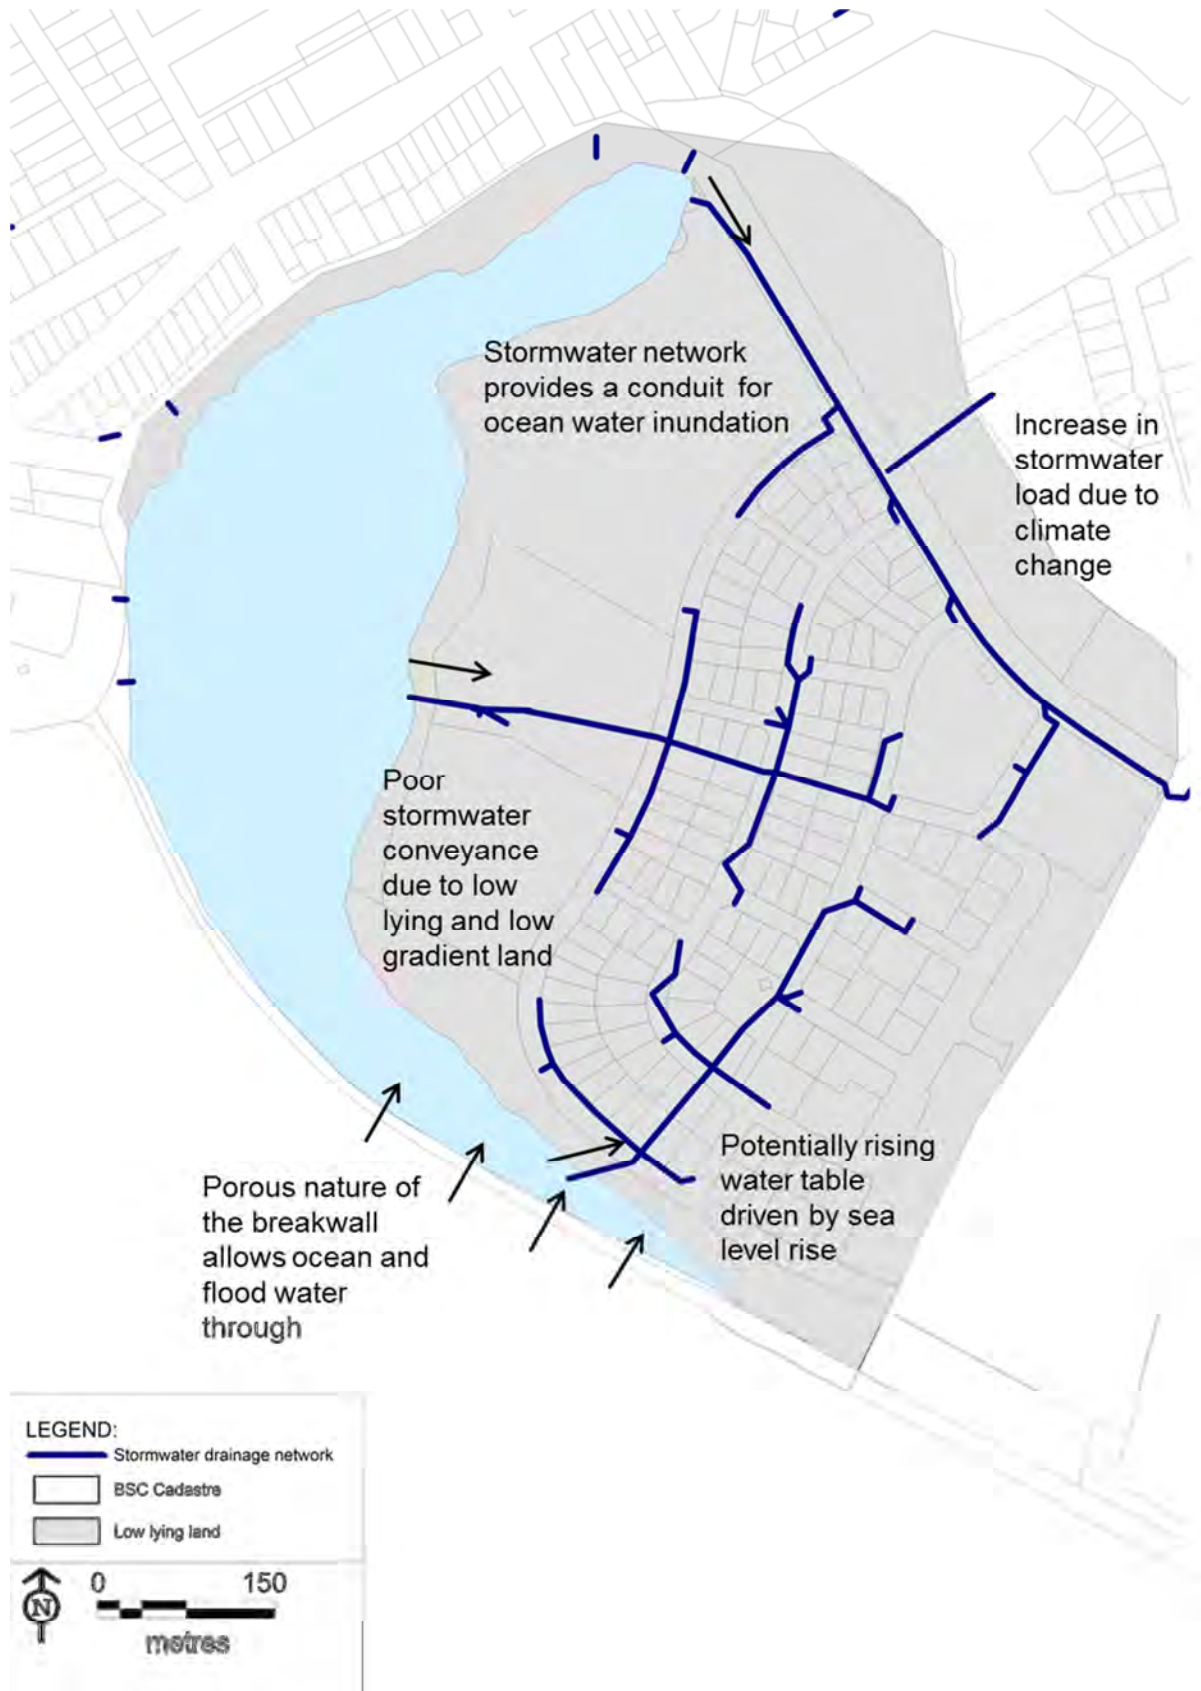 Stormwater network
provides a conduit for
ocean water inundation
Increase in
stormwater
load due to
climate
change
Poor
stormwater
conveyance
due to low
lying and low
gradient land
Porous nature of
the breakwall
allows ocean and
flood water
through
Potentially rising
water table
driven by sea
level rise
LEGEND:
Stormwater drainage network
BSC Cadastre
Low lying land
N
0 150
metres